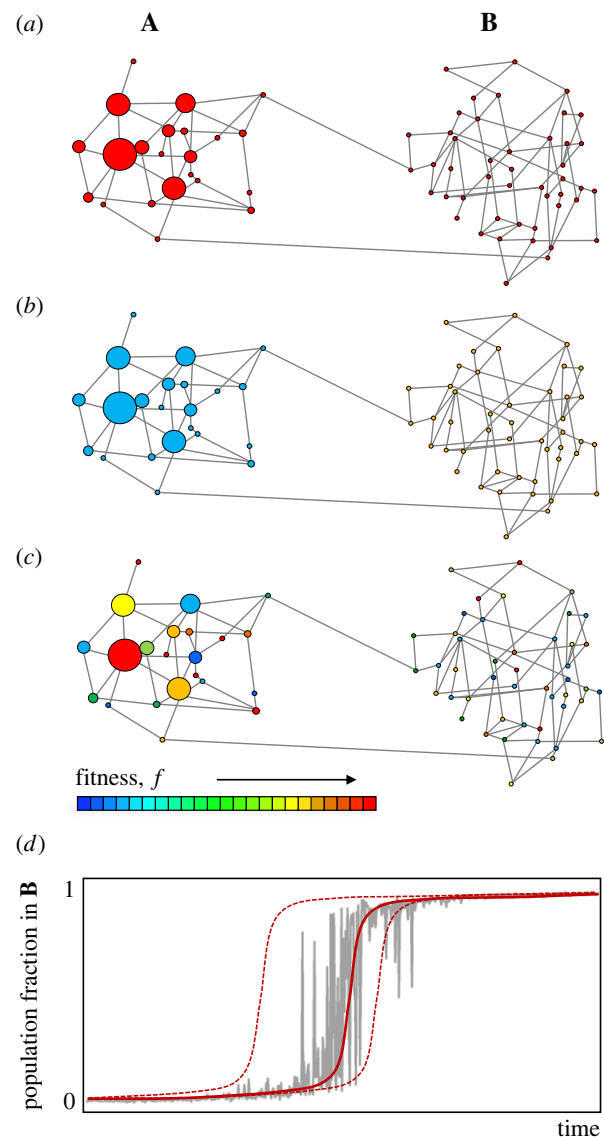 (a)
A
B
(b)
(c)
fitness, f
(d)
1
population fraction in B
0
time